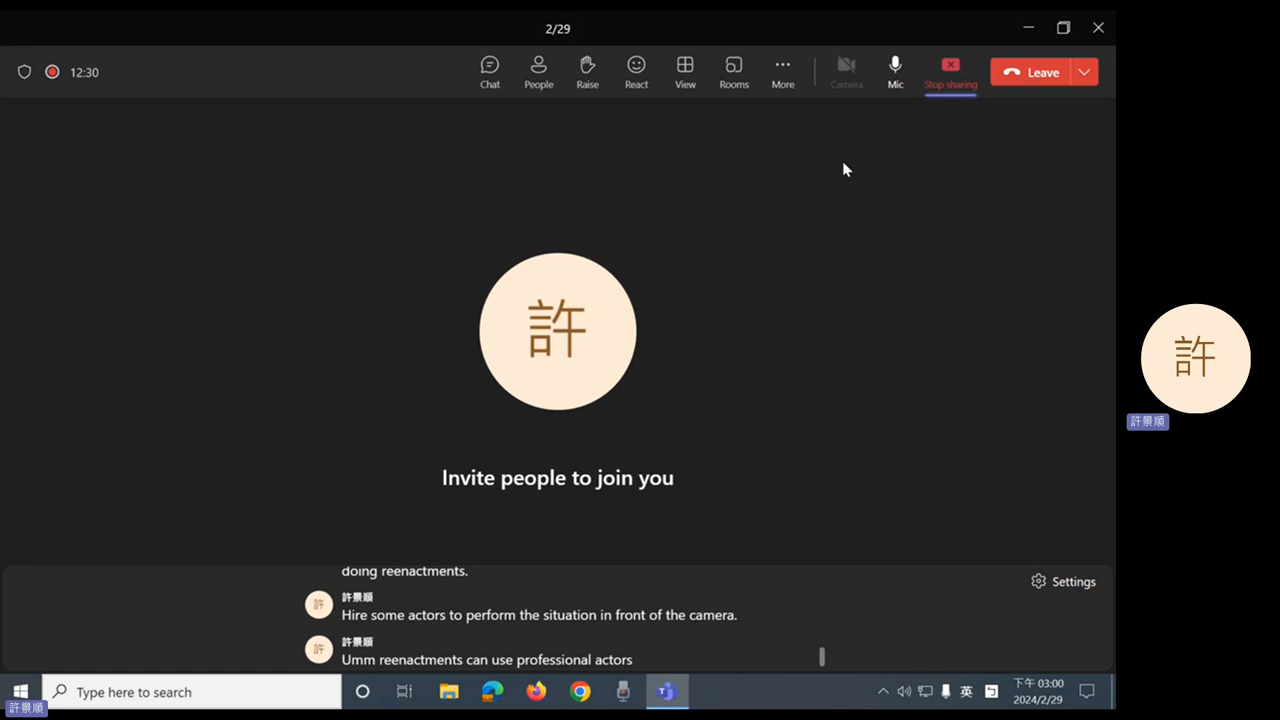 2/29
12:30
Chat
People
Raise
React
View
Rooms
More
Camera
Mic
Stop sharing
Leave
許
Invite people to join you
許
許景順
doing reenactments.
Settings
許
許景順
Hire some actors to perform the situation in front of the camera.
許
許景順
Umm reenactments can use professional actors
Type here to search
英
下午 03:00
2024/2/29
許景順